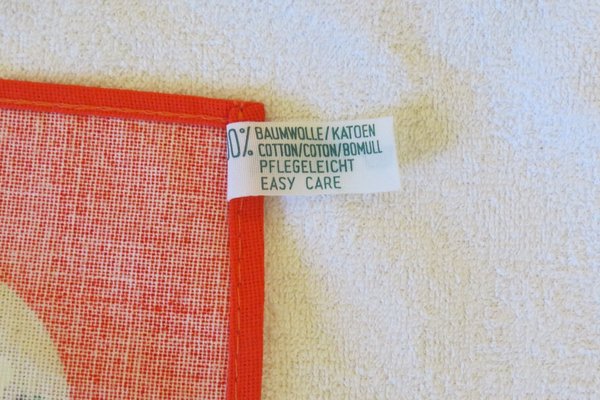 0% BAUMWOLLE/KATOEN
COTTON/COTON/BOMULL
PFLEGELEICHT
EASY CARE